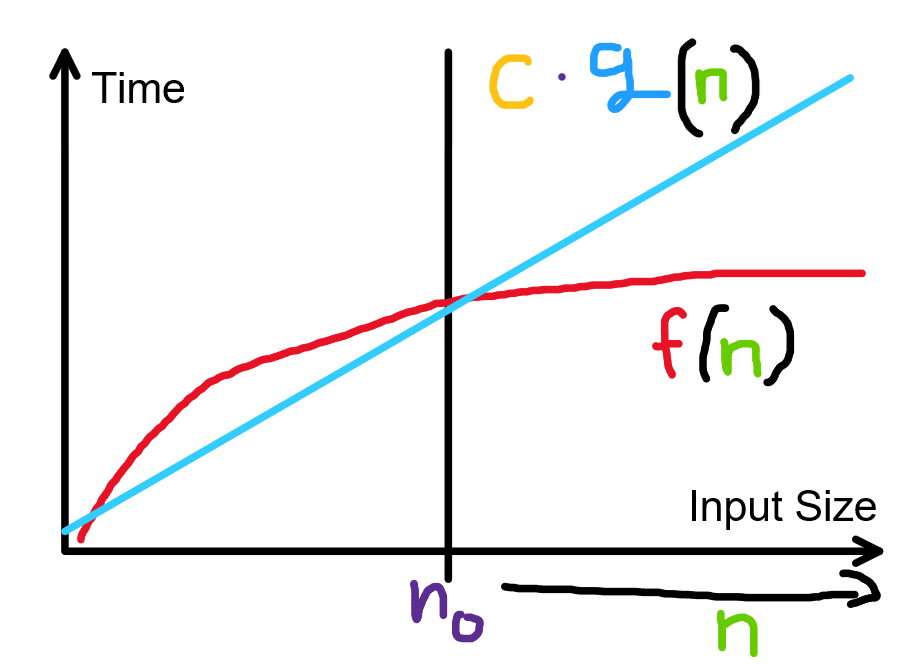 Time
c · g(n)
f(n)
Input Size
n₀
n